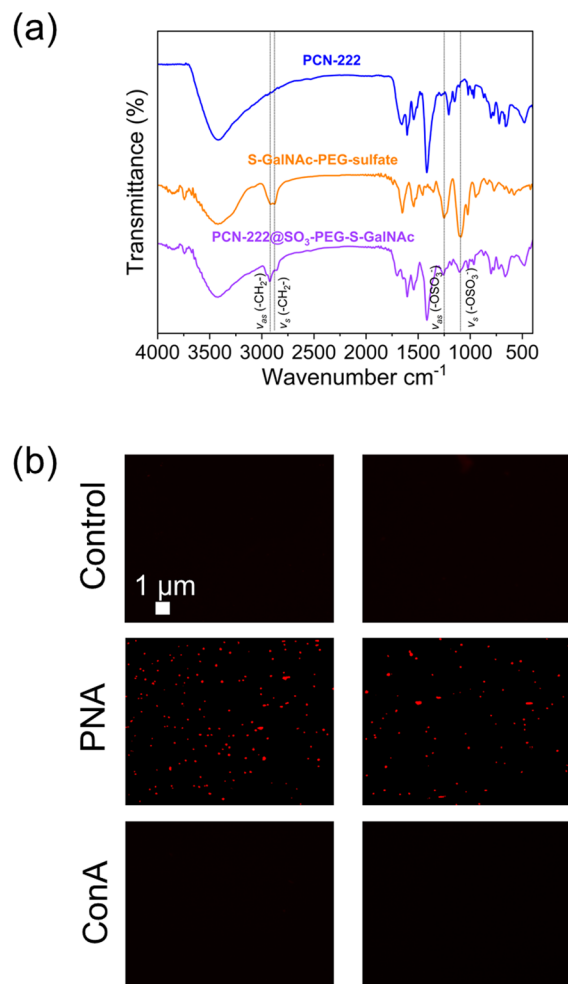 (a)
PCN-222
S-GalNAc-PEG-sulfate
PCN-222@SO₃-PEG-S-GalNAc
Transmittance (%)
νas (-CH₂-)
νs (-CH₂-)
νas (-OSO₃⁻)
νs (-OSO₃⁻)
4000 3500 3000 2500 2000 1500 1000 500
Wavenumber cm⁻¹
(b)
Control
1 µm
PNA
ConA